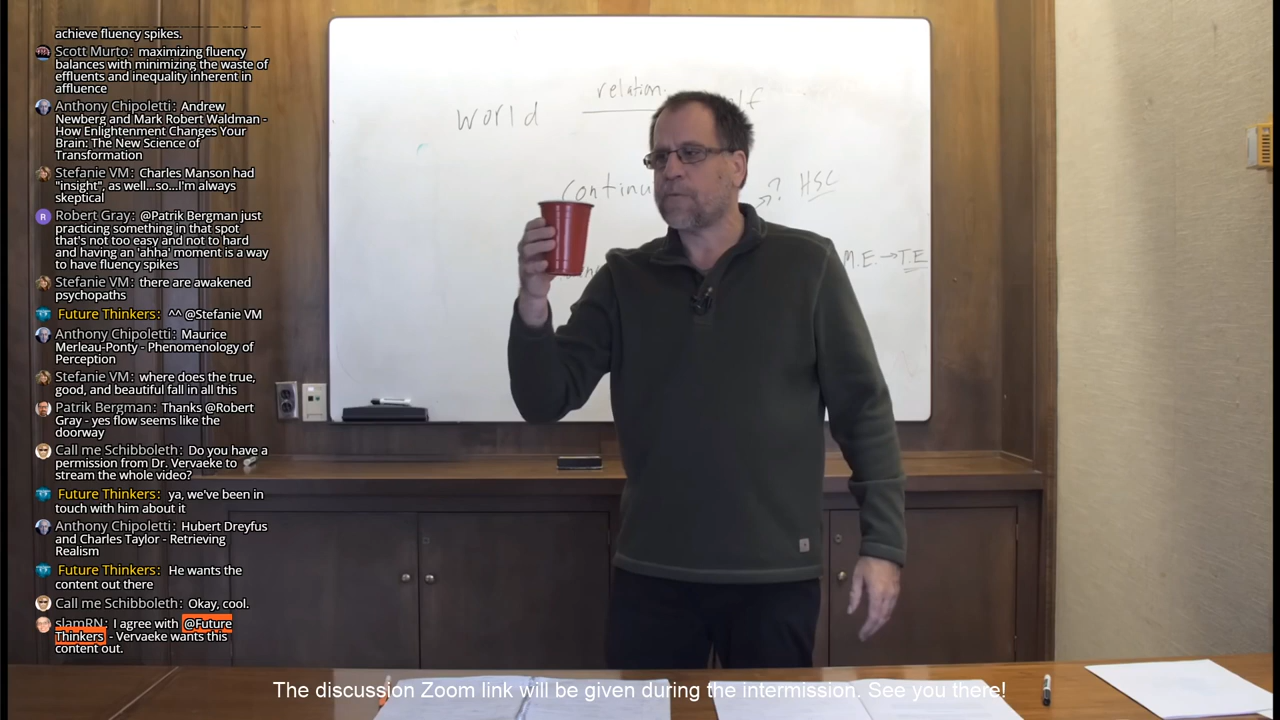 achieve fluency spikes.
Scott Murto: maximizing fluency
balances with minimizing the waste of
effluents and inequality inherent in
affluence
Anthony Chipoletti: Andrew
Newberg and Mark Robert Waldman -
How Enlightenment Changes Your
Brain: The New Science of
Transformation
Stefanie VM: Charles Manson had
"insight", as well...so...I'm always
skeptical
R Robert Gray: @Patrik Bergman just
practicing something in that spot
that's not too easy and not to hard
and having an 'ahha' moment is a way
to have fluency spikes
Stefanie VM: there are awakened
psychopaths
Future Thinkers: ^^ @Stefanie VM
Anthony Chipoletti: Maurice
Merleau-Ponty - Phenomenology of
Perception
Stefanie VM: where does the true,
good, and beautiful fall in all this
Patrik Bergman: Thanks @Robert
Gray - yes flow seems like the
doorway
Call me Schibboleth: Do you have a
permission from Dr. Vervaeke to
stream the whole video?
Future Thinkers: ya, we've been in
touch with him about it
Anthony Chipoletti: Hubert Dreyfus
and Charles Taylor - Retrieving
Realism
Future Thinkers: He wants the
content out there
Call me Schibboleth: Okay, cool.
slamRN: I agree with @Future
Thinkers - Vervaeke wants this
content out.
relation
world
continu
? HSC
M.E. → T.E
The discussion Zoom link will be given during the intermission. See you there!